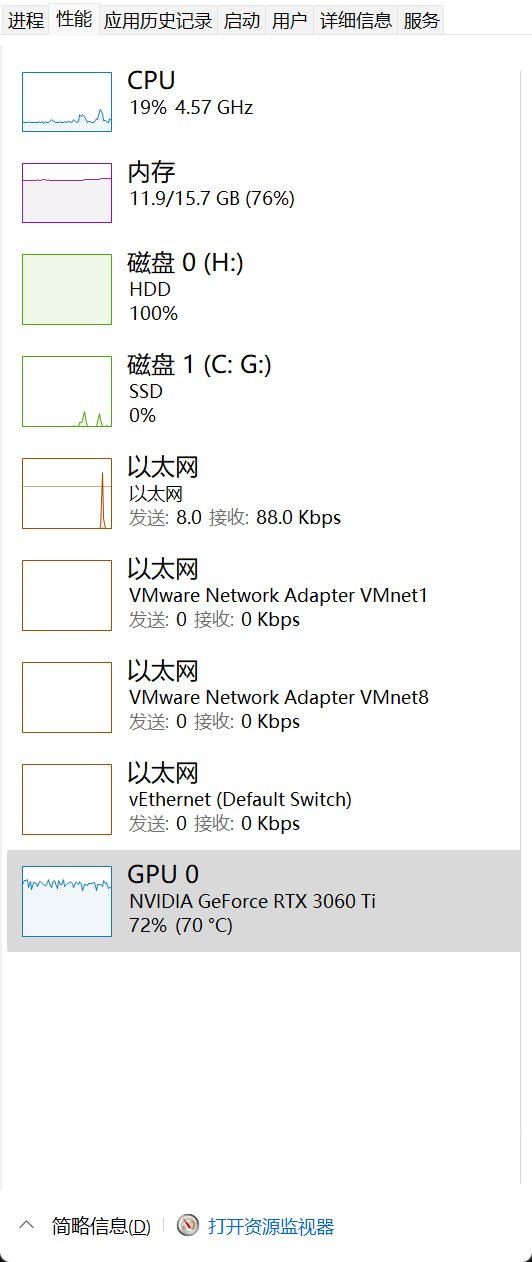 进程 性能 应用历史记录 启动 用户 详细信息 服务
CPU
19% 4.57 GHz
内存
11.9/15.7 GB (76%)
磁盘 0 (H:)
HDD
100%
磁盘 1 (C: G:)
SSD
0%
以太网
以太网
发送: 8.0 接收: 88.0 Kbps
以太网
VMware Network Adapter VMnet1
发送: 0 接收: 0 Kbps
以太网
VMware Network Adapter VMnet8
发送: 0 接收: 0 Kbps
以太网
vEthernet (Default Switch)
发送: 0 接收: 0 Kbps
GPU 0
NVIDIA GeForce RTX 3060 Ti
72% (70 °C)
简略信息(D) 打开资源监视器